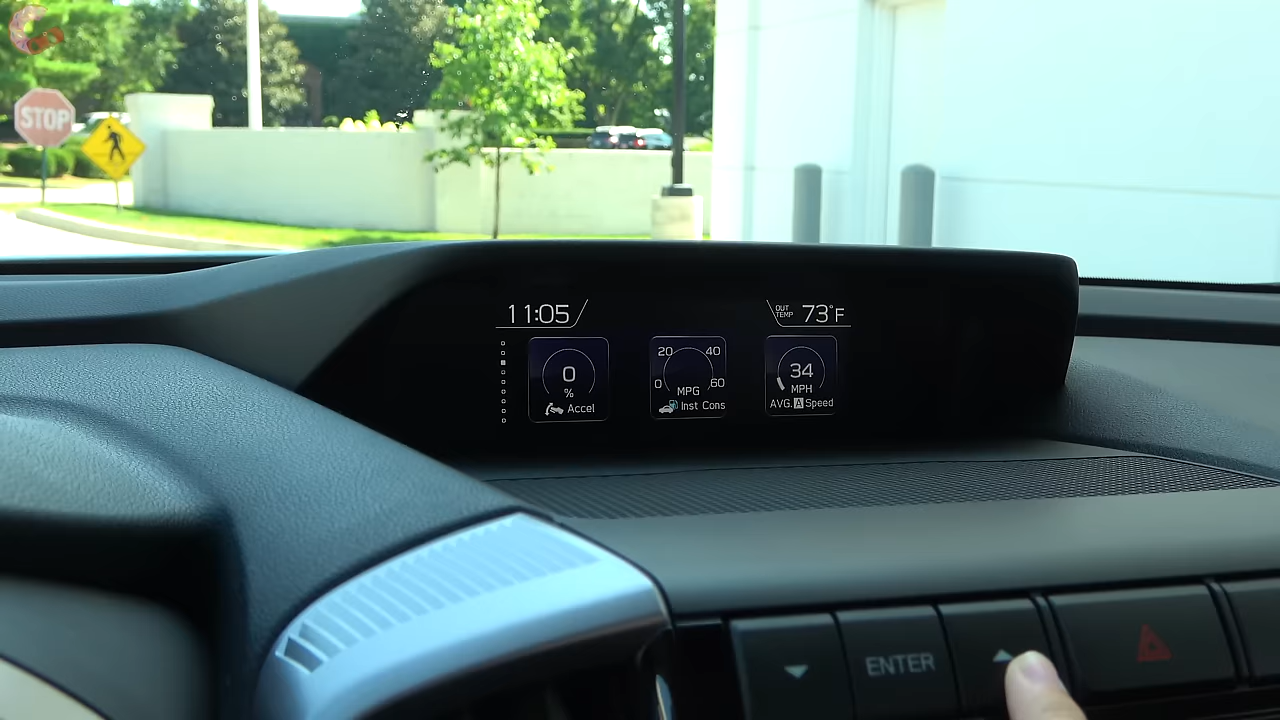 STOP
11:05
OUT TEMP 73°F
0
%
Accel
20 40
0 60
MPG
Inst Cons
34
MPH
AVG. A Speed
ENTER